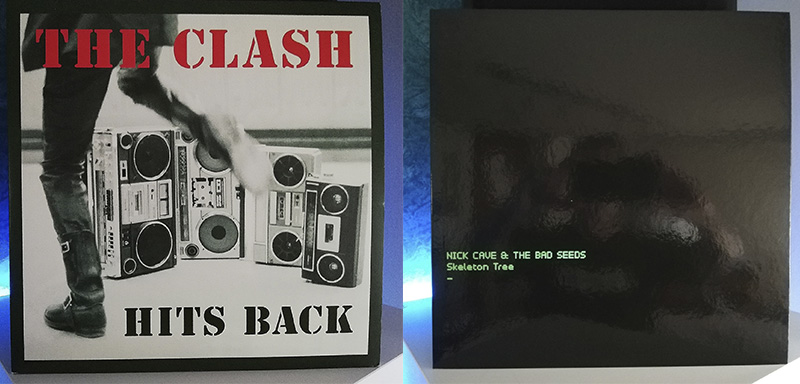 THE CLASH
HITS BACK
NICK CAVE & THE BAD SEEDS
Skeleton Tree
_